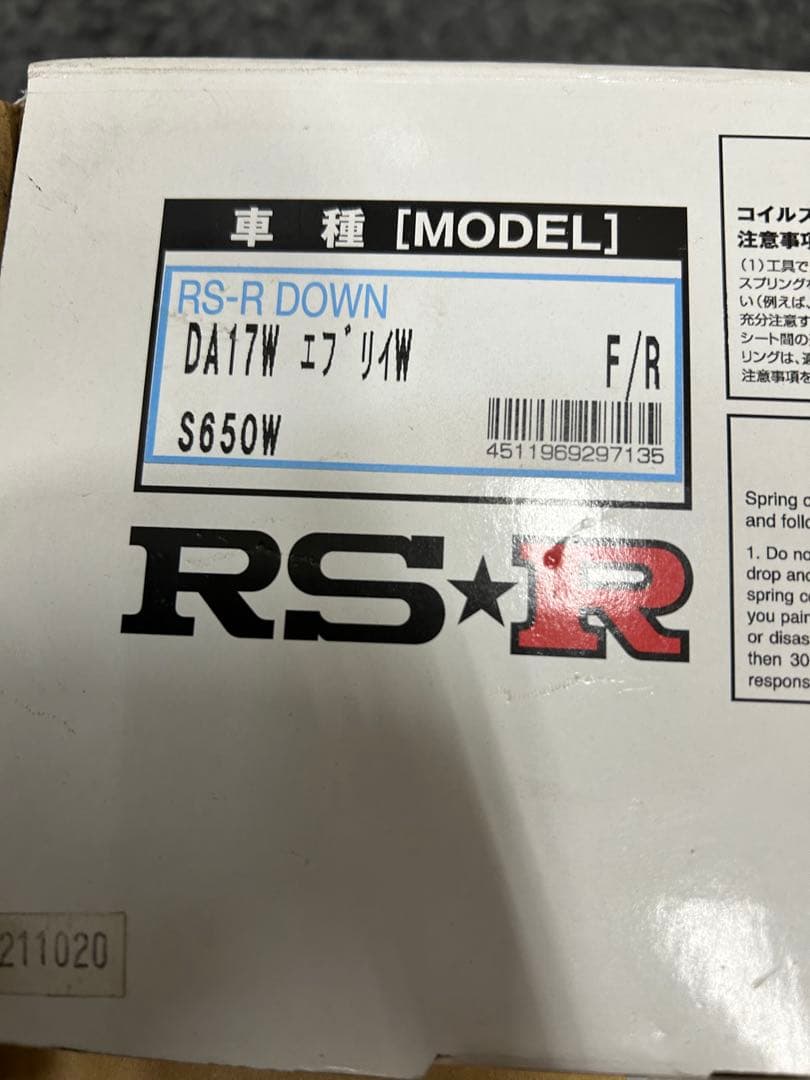 車 種 [MODEL]
RS-R DOWN
DA17W ｴﾌﾞﾘｲW F/R
S650W
4511969297135
RS★R
211020
コイルス
注意事項
(1)工具で
スプリングを
い(例えば、
充分注意す
シート間の
リングは、
注意事項を
Spring
and follo
1. Do no
drop and
spring co
you pain
or disas
then 30
respons